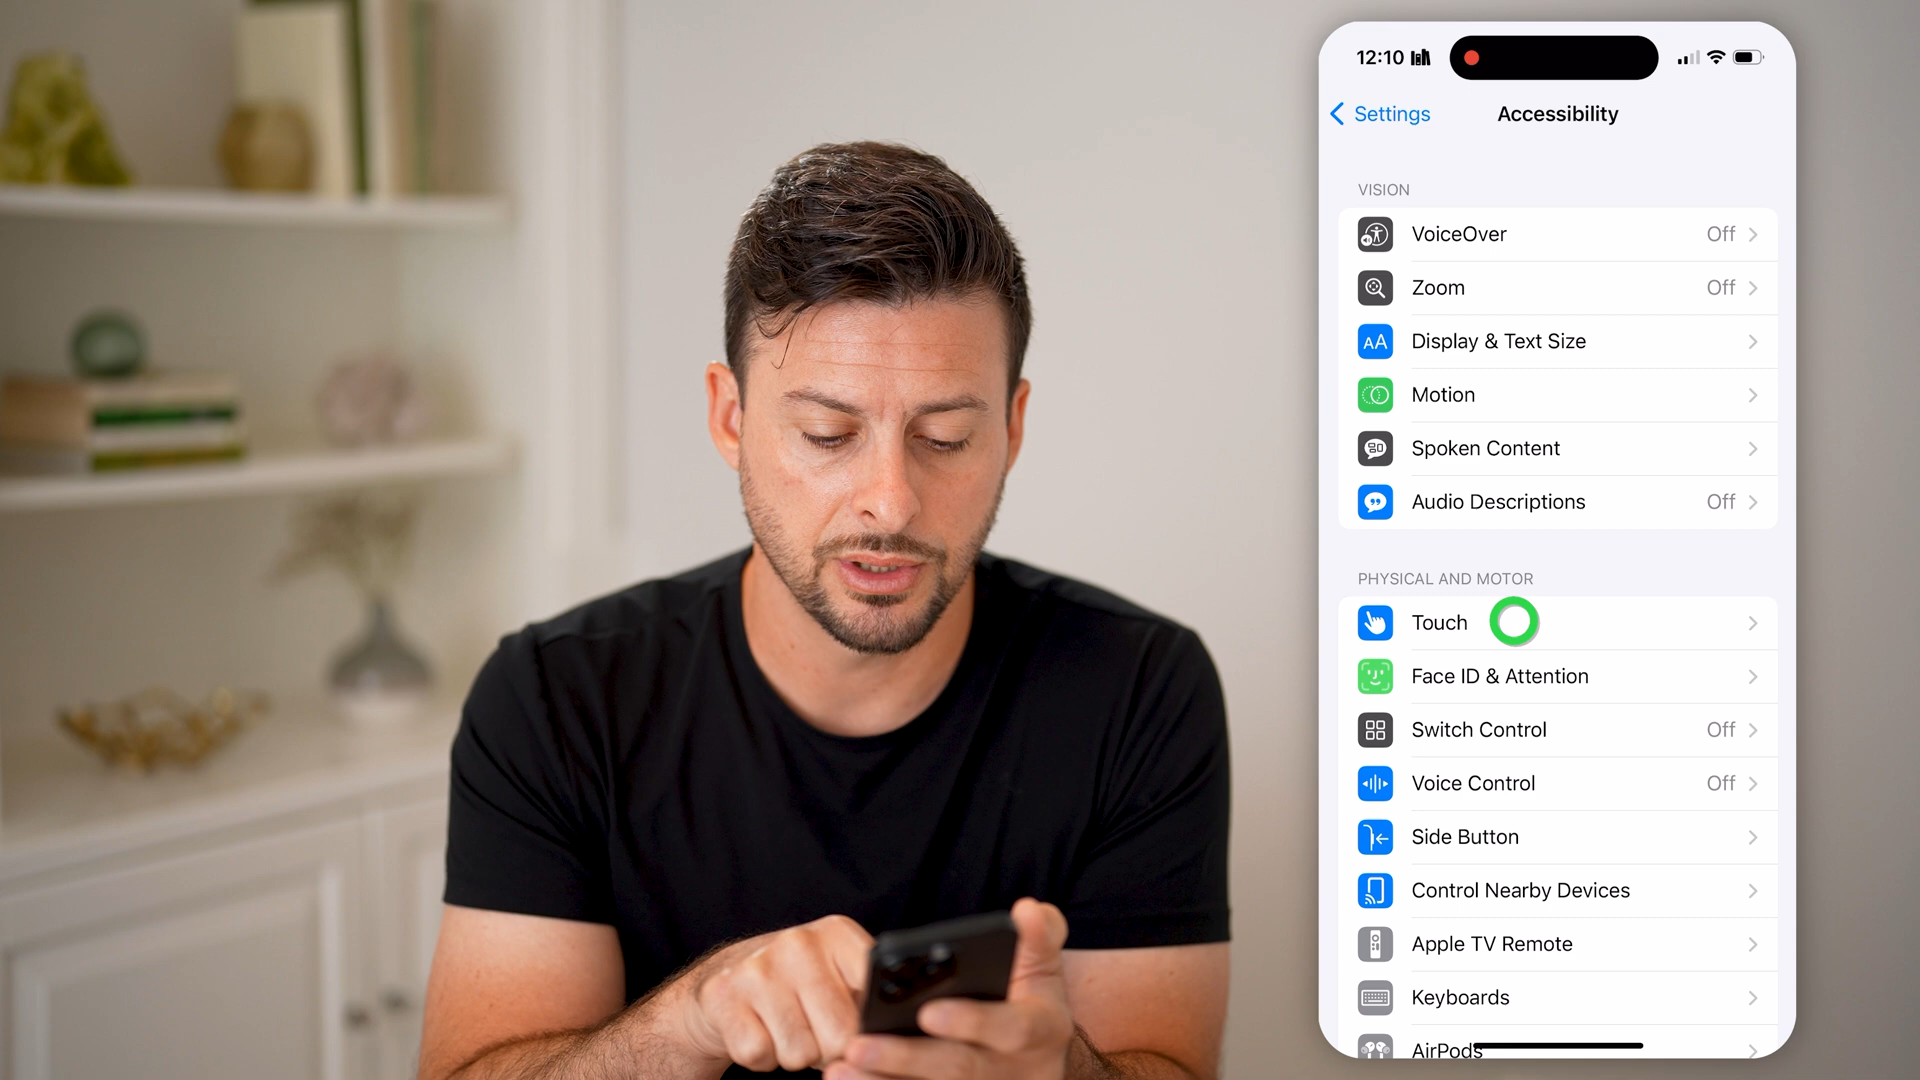 12:10
Settings
Accessibility
VISION
VoiceOver Off
Zoom Off
AA Display & Text Size
Motion
Spoken Content
Audio Descriptions Off
PHYSICAL AND MOTOR
Touch
Face ID & Attention
Switch Control Off
Voice Control Off
Side Button
Control Nearby Devices
Apple TV Remote
Keyboards
AirPods